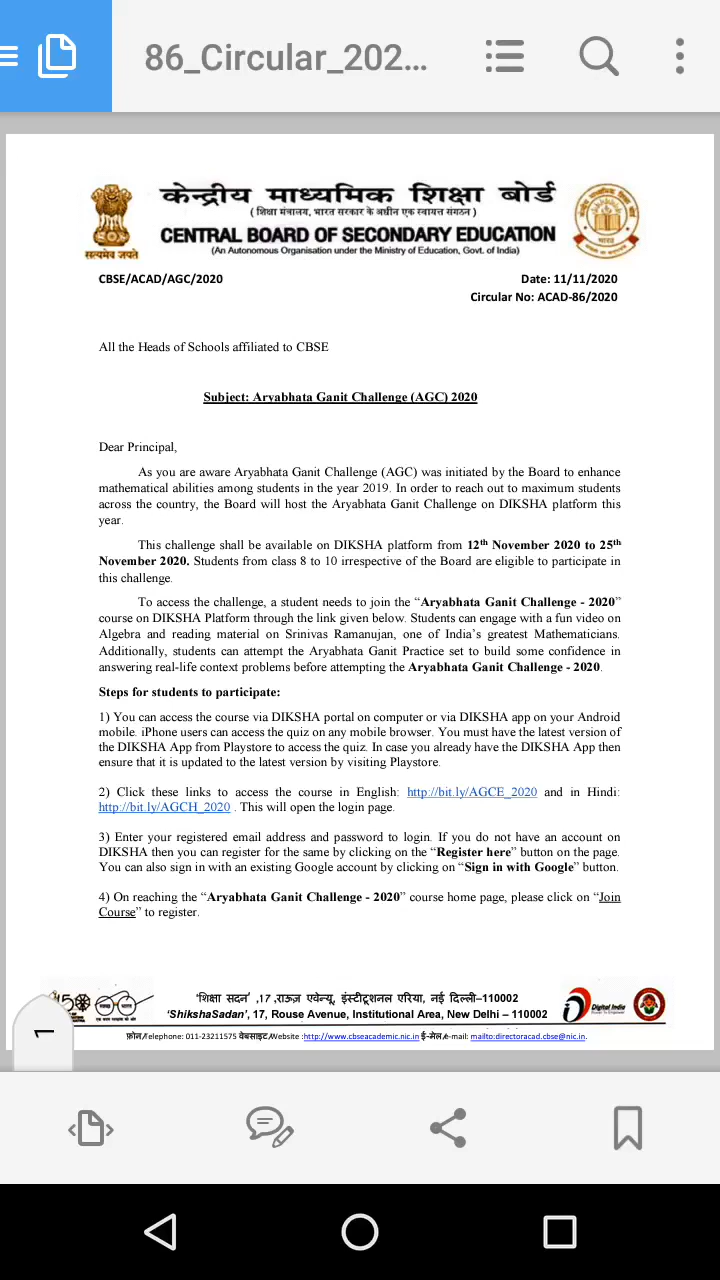 86_Circular_202...
केन्द्रीय माध्यमिक शिक्षा बोर्ड
( शिक्षा मंत्रालय, भारत सरकार के अधीन एक स्वायत्त संगठन )
CENTRAL BOARD OF SECONDARY EDUCATION
(An Autonomous Organisation under the Ministry of Education, Govt. of India)
सत्यमेव जयते
भारत
CBSE/ACAD/AGC/2020
Date: 11/11/2020
Circular No: ACAD-86/2020
All the Heads of Schools affiliated to CBSE
Subject: Aryabhata Ganit Challenge (AGC) 2020
Dear Principal,
As you are aware Aryabhata Ganit Challenge (AGC) was initiated by the Board to enhance
mathematical abilities among students in the year 2019. In order to reach out to maximum students
across the country, the Board will host the Aryabhata Ganit Challenge on DIKSHA platform this
year.
This challenge shall be available on DIKSHA platform from 12th November 2020 to 25th
November 2020. Students from class 8 to 10 irrespective of the Board are eligible to participate in
this challenge.
To access the challenge, a student needs to join the “Aryabhata Ganit Challenge - 2020”
course on DIKSHA Platform through the link given below. Students can engage with a fun video on
Algebra and reading material on Srinivas Ramanujan, one of India’s greatest Mathematicians.
Additionally, students can attempt the Aryabhata Ganit Practice set to build some confidence in
answering real-life context problems before attempting the Aryabhata Ganit Challenge - 2020.
Steps for students to participate:
1) You can access the course via DIKSHA portal on computer or via DIKSHA app on your Android
mobile. iPhone users can access the quiz on any mobile browser. You must have the latest version of
the DIKSHA App from Playstore to access the quiz. In case you already have the DIKSHA App then
ensure that it is updated to the latest version by visiting Playstore.
2) Click these links to access the course in English: http://bit.ly/AGCE_2020 and in Hindi:
http://bit.ly/AGCH_2020 . This will open the login page.
3) Enter your registered email address and password to login. If you do not have an account on
DIKSHA then you can register for the same by clicking on the “Register here” button on the page.
You can also sign in with an existing Google account by clicking on “Sign in with Google” button.
4) On reaching the “Aryabhata Ganit Challenge - 2020” course home page, please click on “Join
Course” to register.
'शिक्षा सदन' ,17 ,राऊज़ एवेन्यू, इंस्टीटूशनल एरिया, नई दिल्ली–110002
‘ShikshaSadan’, 17, Rouse Avenue, Institutional Area, New Delhi – 110002
Digital India
फ़ोन/Telephone: 011-23211575 वेबसाइट/Website :http://www.cbseacademic.nic.in ई-मेल/e-mail: mailto:directoracad.cbse@nic.in.
1